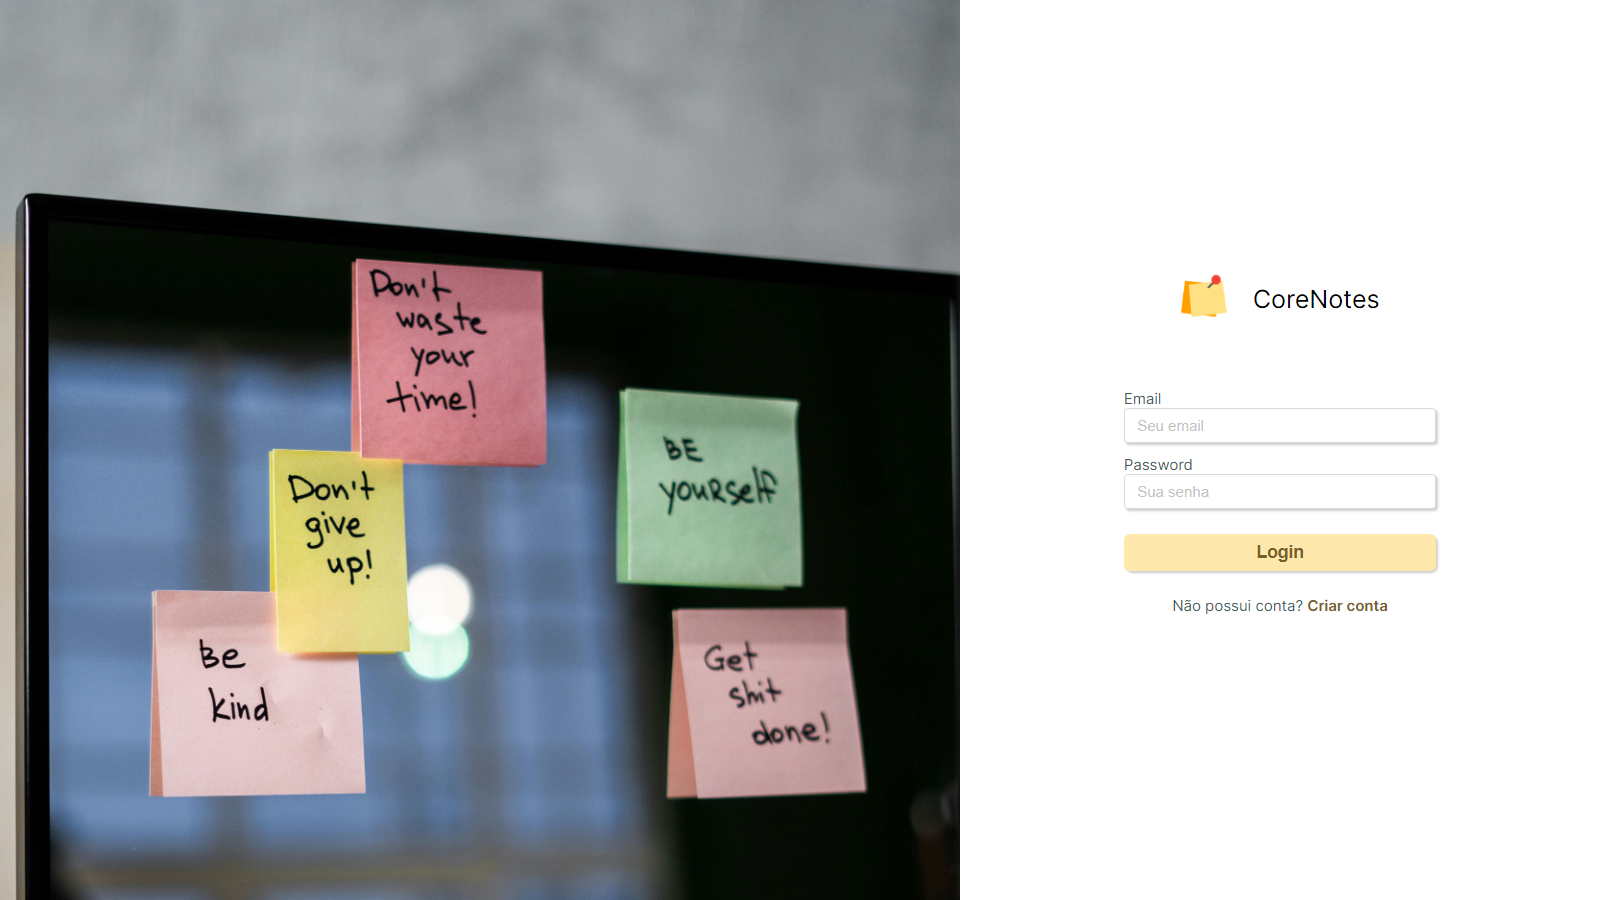 Don't
waste
your
time!
Don't
give
up!
Be
kind
BE
youRself
Get
shit
done!
CoreNotes
Email
Seu email
Password
Sua senha
Login
Não possui conta? Criar conta